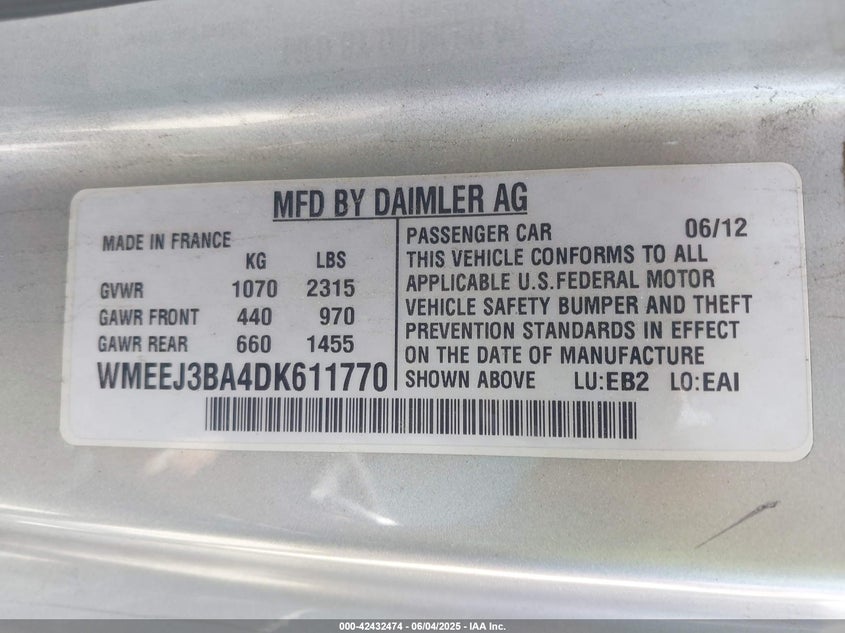 MFD BY DAIMLER AG
MADE IN FRANCE
KG LBS
GVWR 1070 2315
GAWR FRONT 440 970
GAWR REAR 660 1455
WMEEJ3BA4DK611770
PASSENGER CAR 06/12
THIS VEHICLE CONFORMS TO ALL
APPLICABLE U.S.FEDERAL MOTOR
VEHICLE SAFETY BUMPER AND THEFT
PREVENTION STANDARDS IN EFFECT
ON THE DATE OF MANUFACTURE
SHOWN ABOVE LU:EB2 LO:EAI
000-42432474 - 06/04/2025 - IAA Inc.